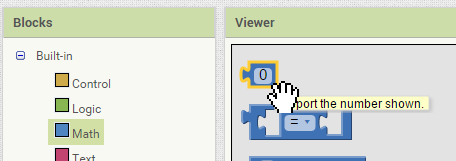 Blocks
Viewer
Built-in
Control
Logic
Math
Text
0
port the number shown.
=